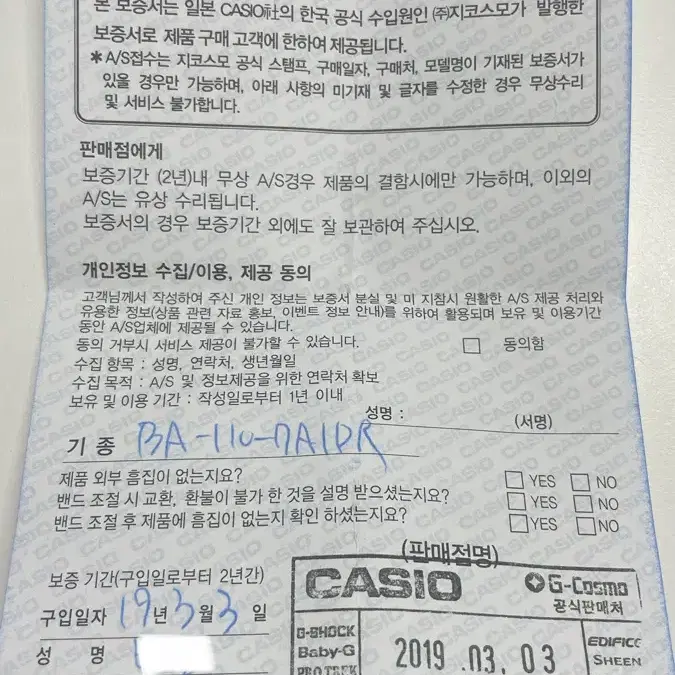 본 보증서는 일본 CASIO社의 한국 공식 수입원인 ㈜지코스모가 발행한
보증서로 제품 구매 고객에 한하여 제공됩니다.
* A/S접수는 지코스모 공식 스탬프, 구매일자, 구매처, 모델명이 기재된 보증서가
있을 경우만 가능하며, 아래 사항의 미기재 및 글자를 수정한 경우 무상수리
및 서비스 불가합니다.
판매점에게
보증기간 (2년)내 무상 A/S경우 제품의 결함시에만 가능하며, 이외의
A/S는 유상 수리됩니다.
보증서의 경우 보증기간 외에도 잘 보관하여 주십시오.
개인정보 수집/이용, 제공 동의
고객님께서 작성하여 주신 개인 정보는 보증서 분실 및 미 지참시 원활한 A/S 제공 처리와
유용한 정보(상품 관련 자료 홍보, 이벤트 정보 안내)를 위하여 활용되며 보유 및 이용기간
동안 A/S업체에 제공될 수 있습니다.
동의 거부시 서비스 제공이 불가할 수 있습니다. □ 동의함
수집 항목 : 성명, 연락처, 생년월일
수집 목적 : A/S 및 정보제공을 위한 연락처 확보
보유 및 이용 기간 : 작성일로부터 1년 이내
성명 : (서명)
기 종 BA-110-7A1DR
제품 외부 흠집이 없는지요? □ YES □ NO
밴드 조절 시 교환, 환불이 불가 한 것을 설명 받으셨는지요? □ YES □ NO
밴드 조절 후 제품에 흠집이 없는지 확인 하셨는지요? □ YES □ NO
(판매점명)
보증 기간(구입일로부터 2년간)
CASIO G-Cosmo
공식판매처
구입일자 19년 3월 3일
G-SHOCK
Baby-G
PRO TREK
2019 .03. 03
EDIFICE
SHEEN
성 명